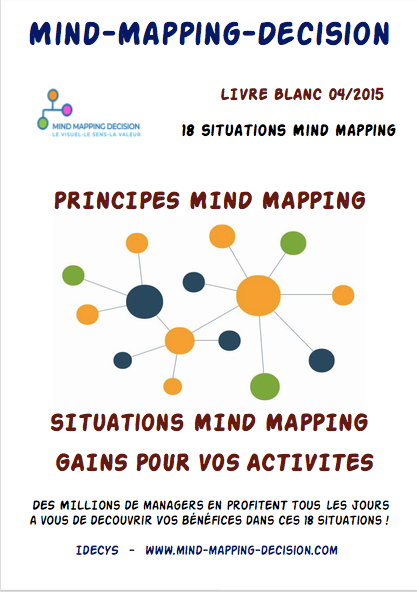 MIND-MAPPING-DECISION
LIVRE BLANC 04/2015
MIND MAPPING DECISION
LE VISUEL-LE SENS-LA VALEUR
18 SITUATIONS MIND MAPPING
PRINCIPES MIND MAPPING
SITUATIONS MIND MAPPING
GAINS POUR VOS ACTIVITES
DES MILLIONS DE MANAGERS EN PROFITENT TOUS LES JOURS
A VOUS DE DECOUVRIR VOS BÉNÉFICES DANS CES 18 SITUATIONS !
IDECYS - WWW.MIND-MAPPING-DECISION.COM